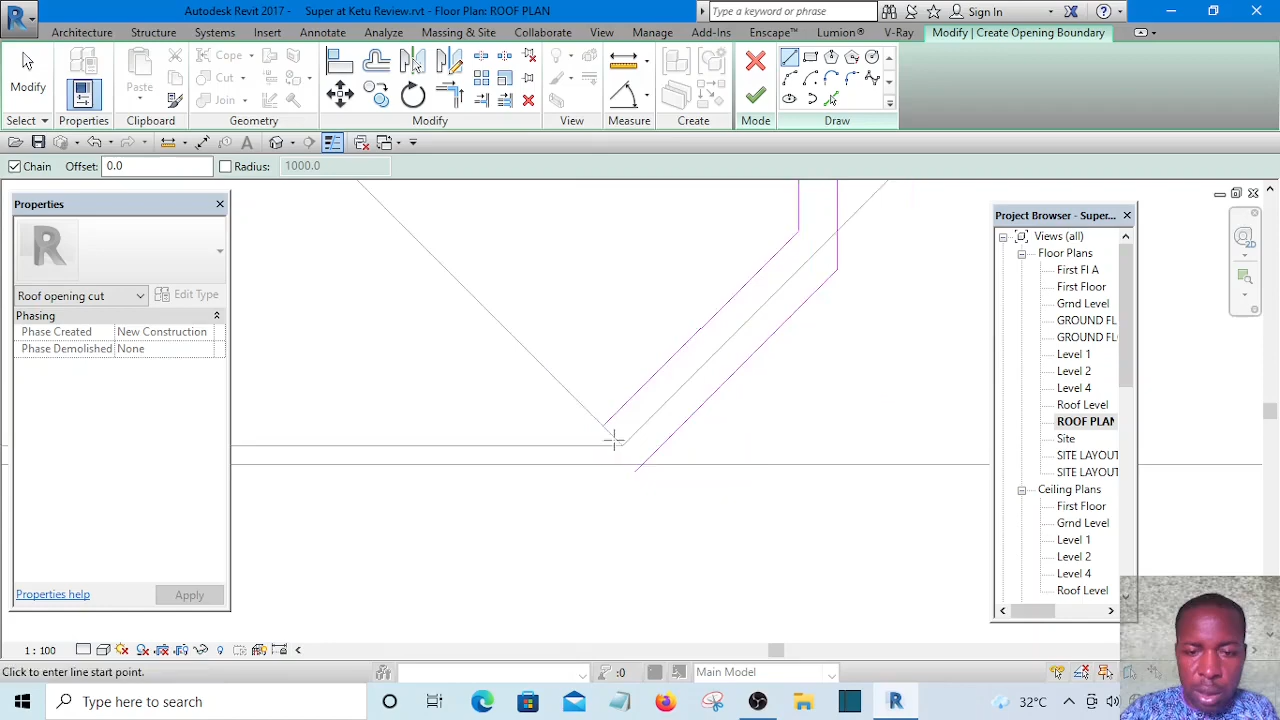 Autodesk Revit 2017 - Super at Ketu Review.rvt - Floor Plan: ROOF PLAN
Type a keyword or phrase
Sign In
Architecture Structure Systems Insert Annotate Analyze Massing & Site Collaborate View Manage Add-Ins Enscape™ Lumion® V-Ray Modify | Create Opening Boundary
Modify
Paste
Cope
Cut
Join
Select Properties Clipboard Geometry Modify View Measure Create Mode Draw
Chain Offset: 0.0 Radius: 1000.0
Properties
Roof opening cut Edit Type
Phasing
Phase Created New Construction
Phase Demolished None
Properties help Apply
Project Browser - Super...
Views (all)
Floor Plans
First Fl A
First Floor
Grnd Level
GROUND FL
GROUND FL
Level 1
Level 2
Level 4
Roof Level
ROOF PLAN
Site
SITE LAYOUT
SITE LAYOUT
Ceiling Plans
First Floor
Grnd Level
Level 1
Level 2
Level 4
Roof Level
2D
1 : 100
Click to enter line start point.
:0
Main Model
Type here to search
32°C